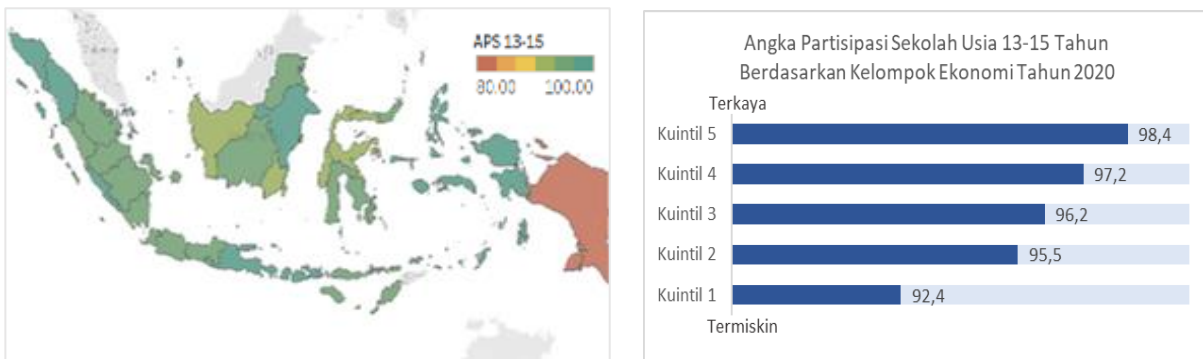 APS 13-15
80.00 100.00
Angka Partisipasi Sekolah Usia 13-15 Tahun
Berdasarkan Kelompok Ekonomi Tahun 2020
Terkaya
Kuintil 5 98,4
Kuintil 4 97,2
Kuintil 3 96,2
Kuintil 2 95,5
Kuintil 1 92,4
Termiskin